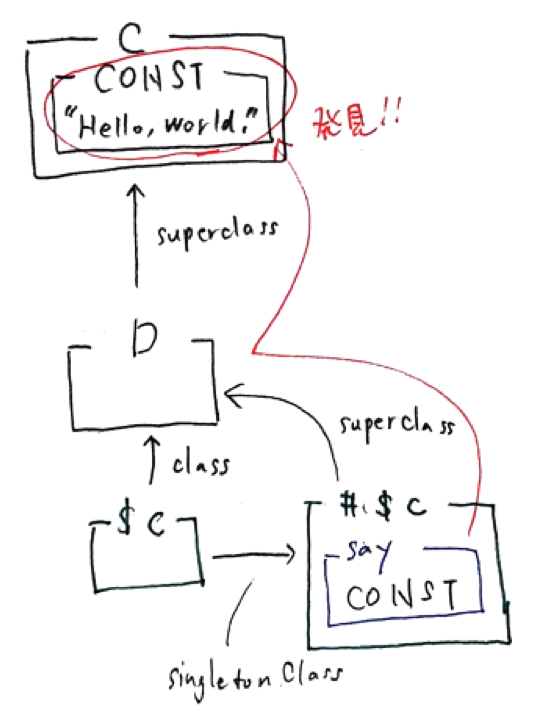 C
CONST
"Hello, world."
発見!!
superclass
D
superclass
class
$ C
#.$ C
say
CONST
singleton Class